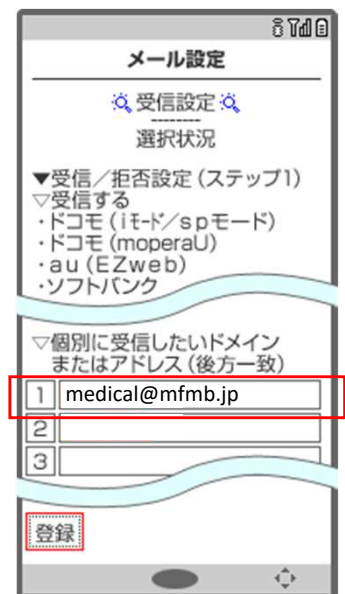 メール設定
受信設定
選択状況
▼受信／拒否設定（ステップ1）
▽受信する
・ドコモ（iモード／spモード）
・ドコモ（moperaU）
・au（EZweb）
・ソフトバンク
▽個別に受信したいドメイン
またはアドレス（後方一致）
1 medical@mfmb.jp
2
3
登録